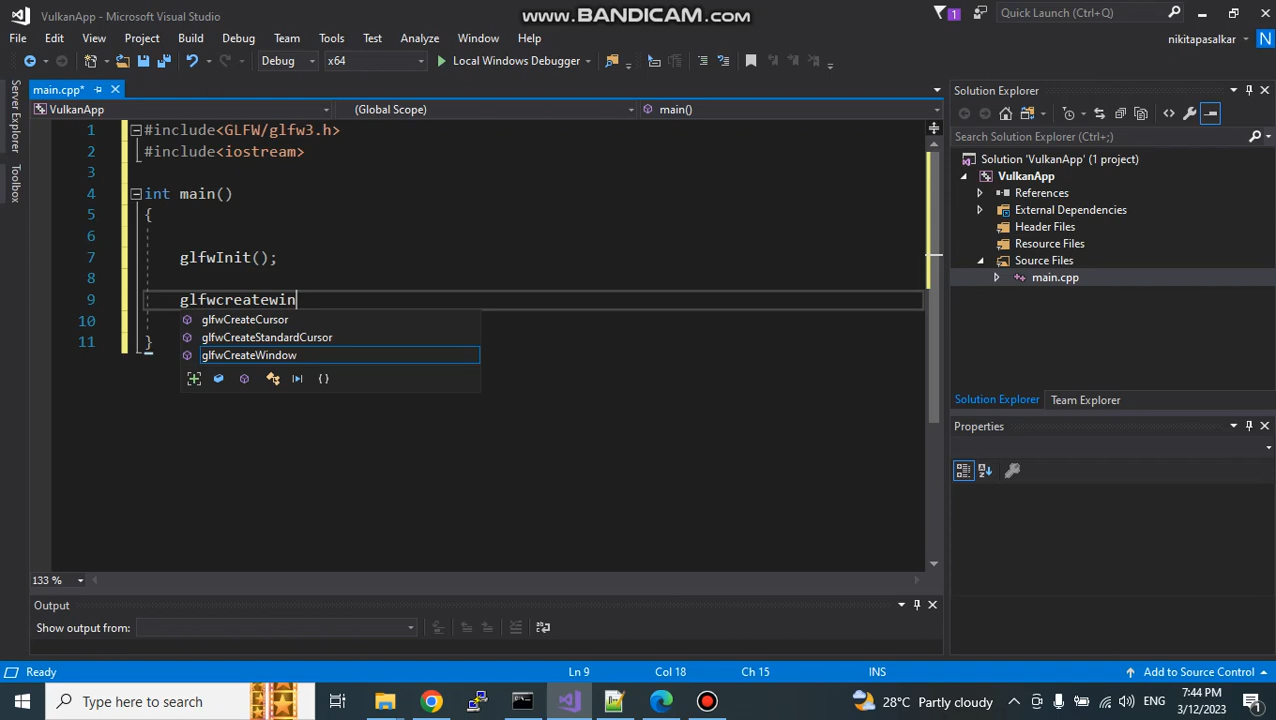 VulkanApp - Microsoft Visual Studio
www.BANDICAM.com
1
Quick Launch (Ctrl+Q)
File Edit View Project Build Debug Team Tools Test Analyze Window Help
nikitapasalkar
N
Debug x64 Local Windows Debugger
main.cpp*
VulkanApp (Global Scope) main()
Server Explorer
Toolbox
1 #include<GLFW/glfw3.h>
2 #include<iostream>
3
4 int main()
5 {
6
7 glfwInit();
8
9 glfwcreatewin
10
11 }
glfwCreateCursor
glfwCreateStandardCursor
glfwCreateWindow
133 %
Output
Show output from:
Solution Explorer
Search Solution Explorer (Ctrl+;)
Solution 'VulkanApp' (1 project)
VulkanApp
References
External Dependencies
Header Files
Resource Files
Source Files
main.cpp
Solution Explorer Team Explorer
Properties
Ready Ln 9 Col 18 Ch 15 INS Add to Source Control
Type here to search
28°C Partly cloudy
ENG
7:44 PM
3/12/2023
1